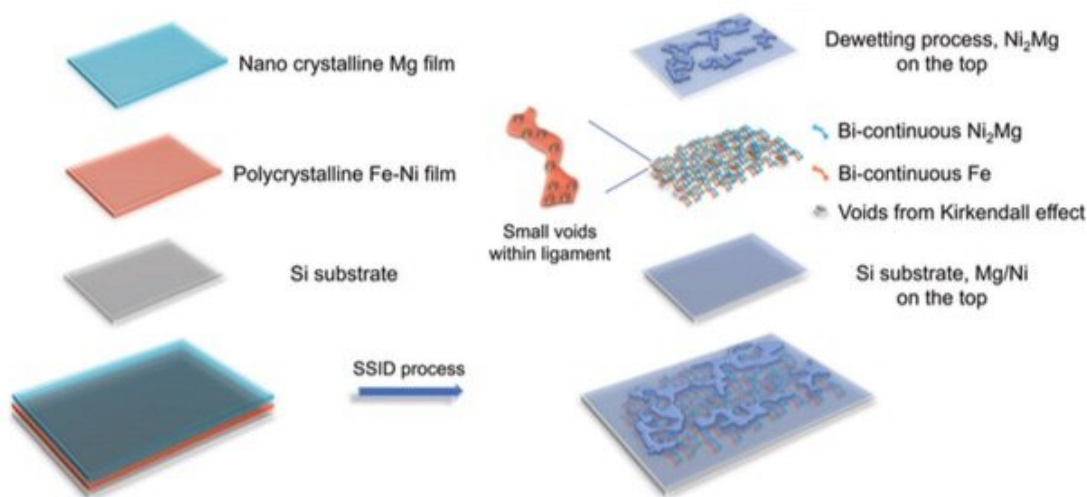 Nano crystalline Mg film
Polycrystalline Fe-Ni film
Si substrate
SSID process
Dewetting process, Ni₂Mg
on the top
Small voids
within ligament
Bi-continuous Ni₂Mg
Bi-continuous Fe
Voids from Kirkendall effect
Si substrate, Mg/Ni
on the top